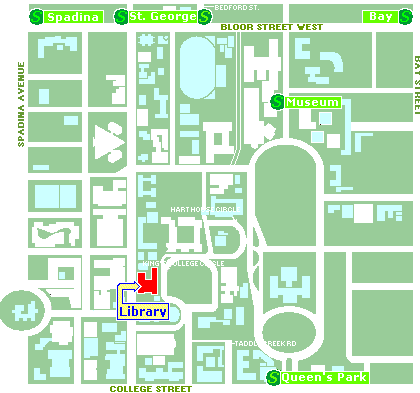 BEDFORD ST.
S Spadina
S St. George S
Bay S
BLOOR STREET WEST
SPADINA AVENUE
BAY STREET
S Museum
HART HOUSE CIRCLE
KING'S COLLEGE CIRCLE
Library
TADDLE CREEK RD
S Queen's Park
COLLEGE STREET